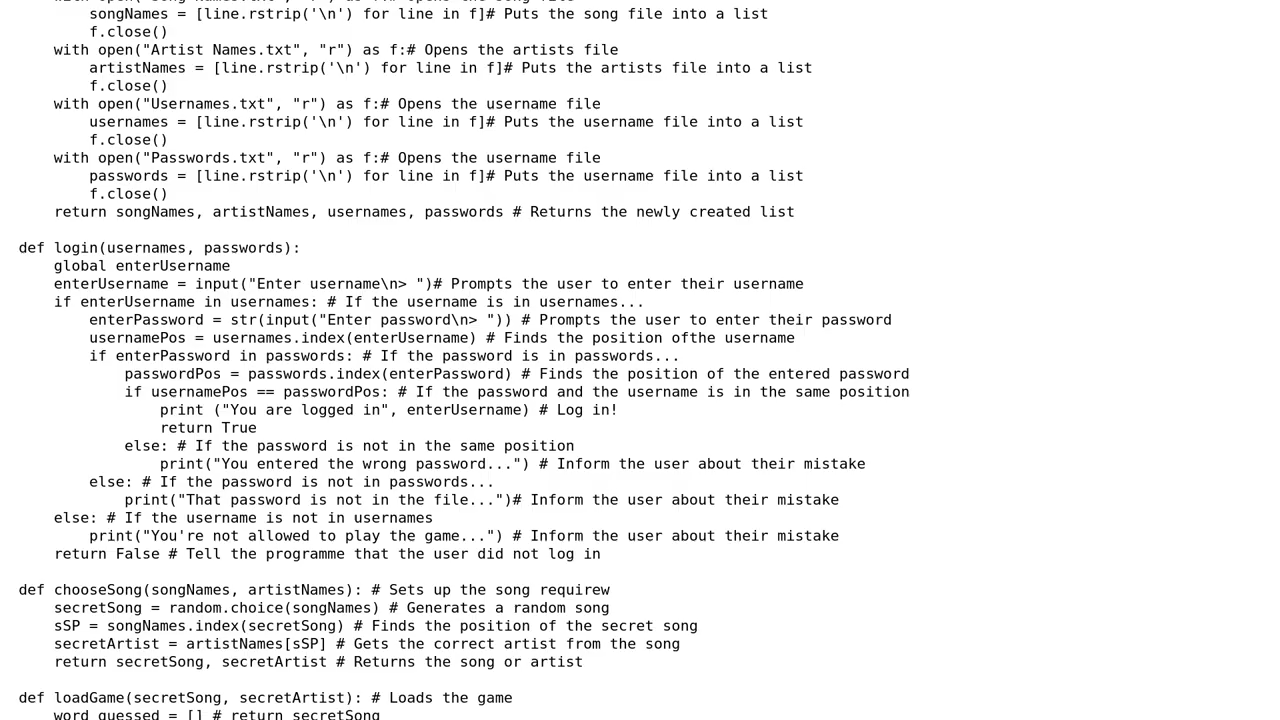 songNames = [line.rstrip('\n') for line in f]# Puts the song file into a list
f.close()
with open("Artist Names.txt", "r") as f:# Opens the artists file
artistNames = [line.rstrip('\n') for line in f]# Puts the artists file into a list
f.close()
with open("Usernames.txt", "r") as f:# Opens the username file
usernames = [line.rstrip('\n') for line in f]# Puts the username file into a list
f.close()
with open("Passwords.txt", "r") as f:# Opens the username file
passwords = [line.rstrip('\n') for line in f]# Puts the username file into a list
f.close()
return songNames, artistNames, usernames, passwords # Returns the newly created list
def login(usernames, passwords):
global enterUsername
enterUsername = input("Enter username\n> ")# Prompts the user to enter their username
if enterUsername in usernames: # If the username is in usernames...
enterPassword = str(input("Enter password\n> ")) # Prompts the user to enter their password
usernamePos = usernames.index(enterUsername) # Finds the position ofthe username
if enterPassword in passwords: # If the password is in passwords...
passwordPos = passwords.index(enterPassword) # Finds the position of the entered password
if usernamePos == passwordPos: # If the password and the username is in the same position
print ("You are logged in", enterUsername) # Log in!
return True
else: # If the password is not in the same position
print("You entered the wrong password...") # Inform the user about their mistake
else: # If the password is not in passwords...
print("That password is not in the file...")# Inform the user about their mistake
else: # If the username is not in usernames
print("You're not allowed to play the game...") # Inform the user about their mistake
return False # Tell the programme that the user did not log in
def chooseSong(songNames, artistNames): # Sets up the song requirew
secretSong = random.choice(songNames) # Generates a random song
sSP = songNames.index(secretSong) # Finds the position of the secret song
secretArtist = artistNames[sSP] # Gets the correct artist from the song
return secretSong, secretArtist # Returns the song or artist
def loadGame(secretSong, secretArtist): # Loads the game
word_guessed = [] # return secretSong